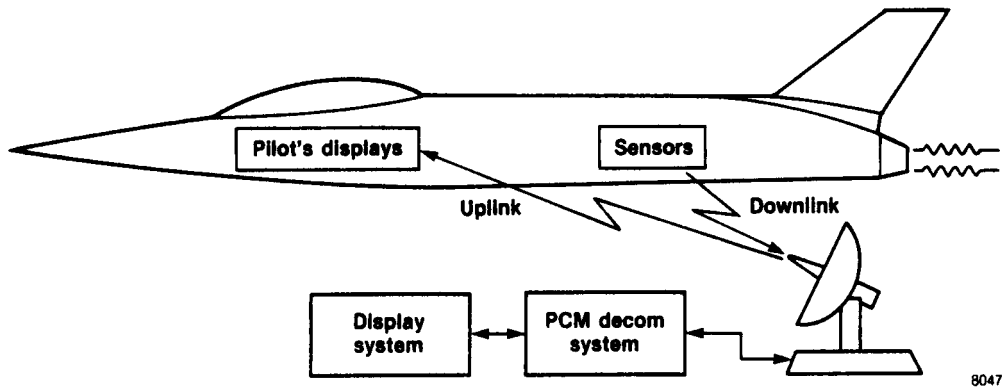 Pilot's displays
Sensors
Uplink
Downlink
Display
system
PCM decom
system
8047